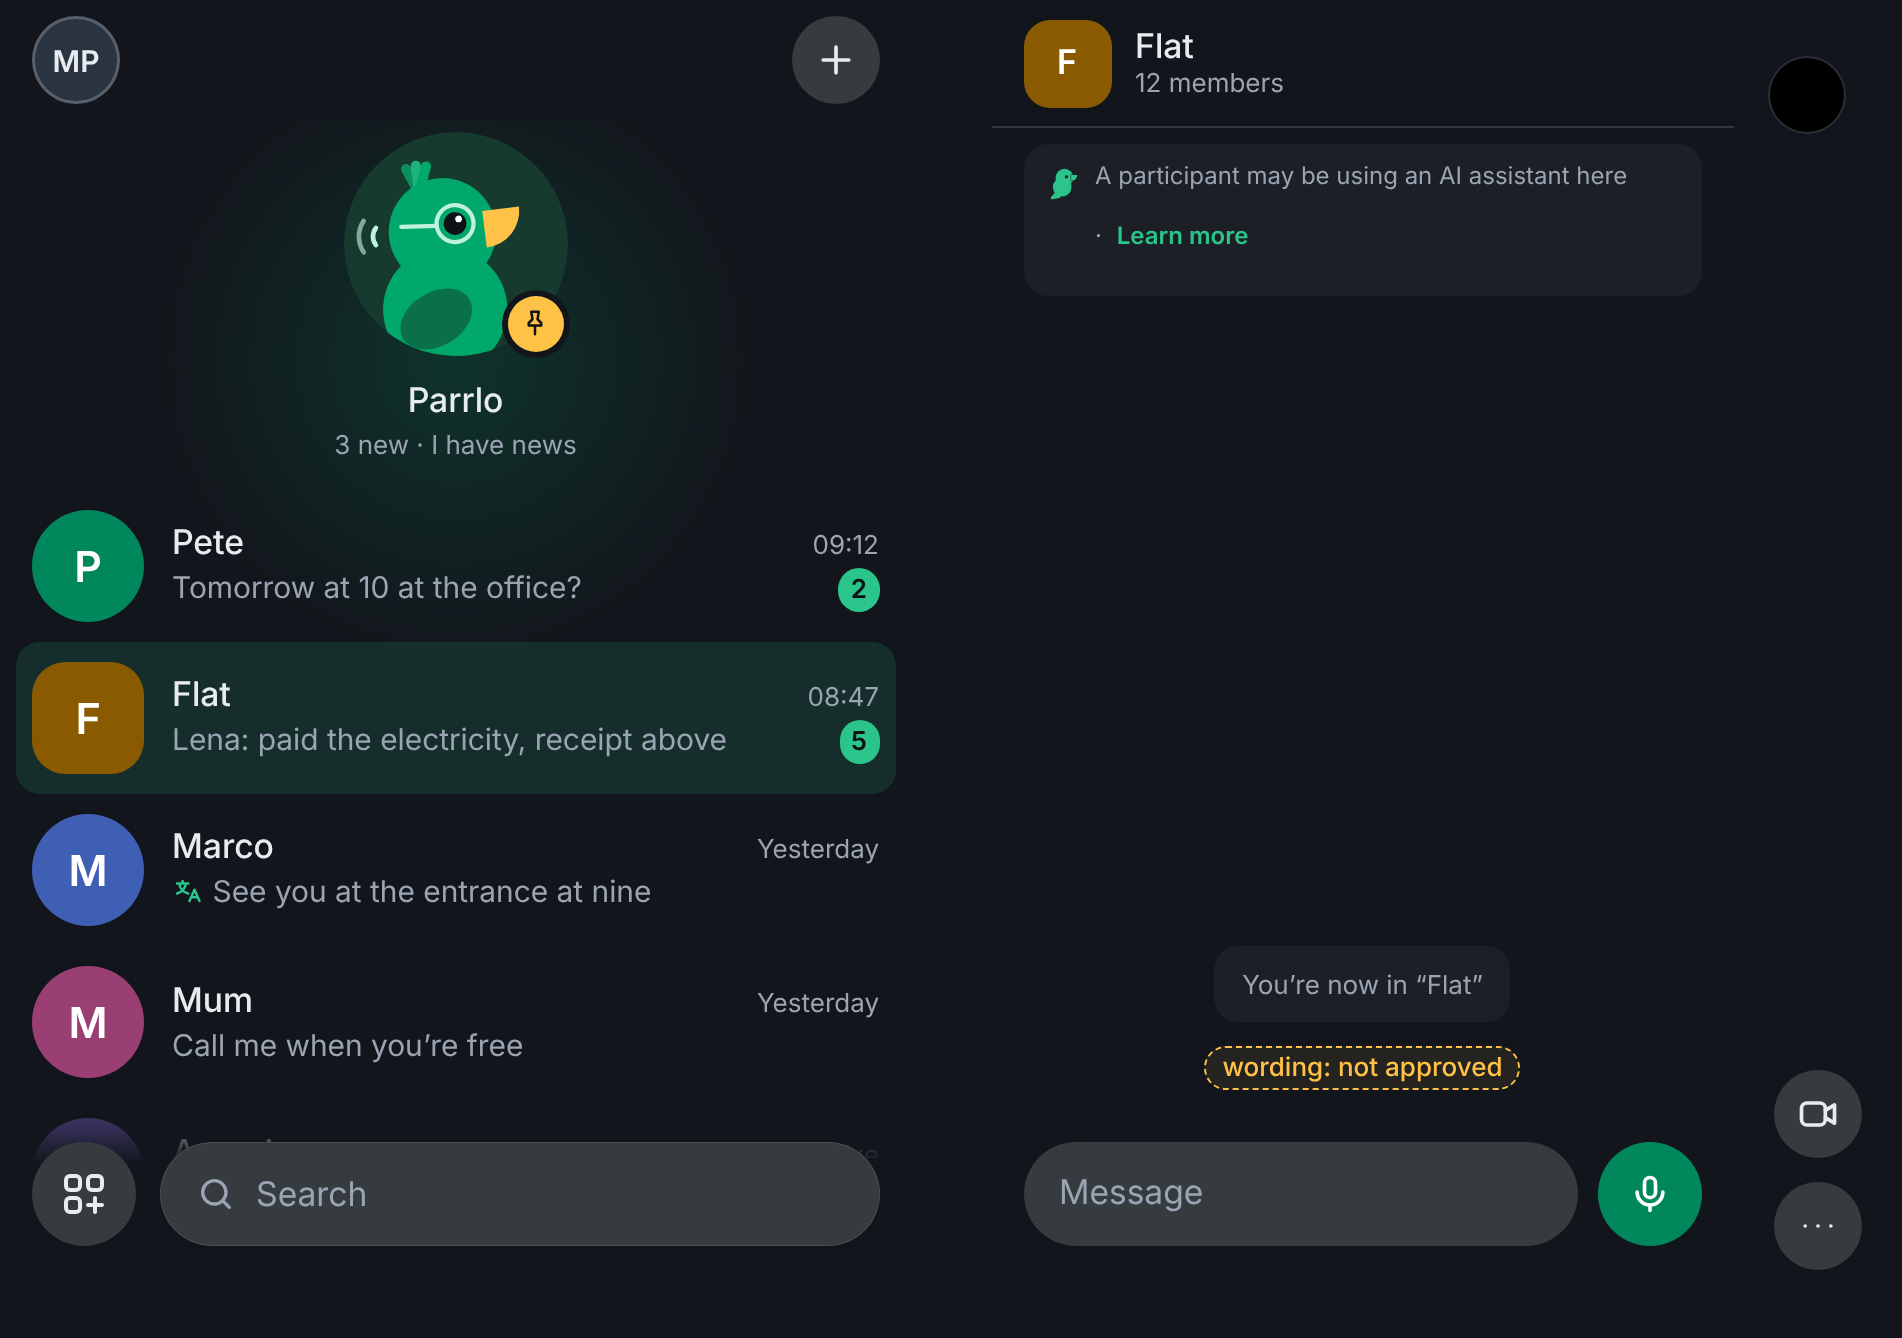 MP
Parrlo
3 new · I have news
P
Pete
09:12
Tomorrow at 10 at the office?
2
F
Flat
08:47
Lena: paid the electricity, receipt above
5
M
Marco
Yesterday
See you at the entrance at nine
M
Mum
Yesterday
Call me when you’re free
Search
F
Flat
12 members
A participant may be using an AI assistant here
· Learn more
You’re now in “Flat”
wording: not approved
Message